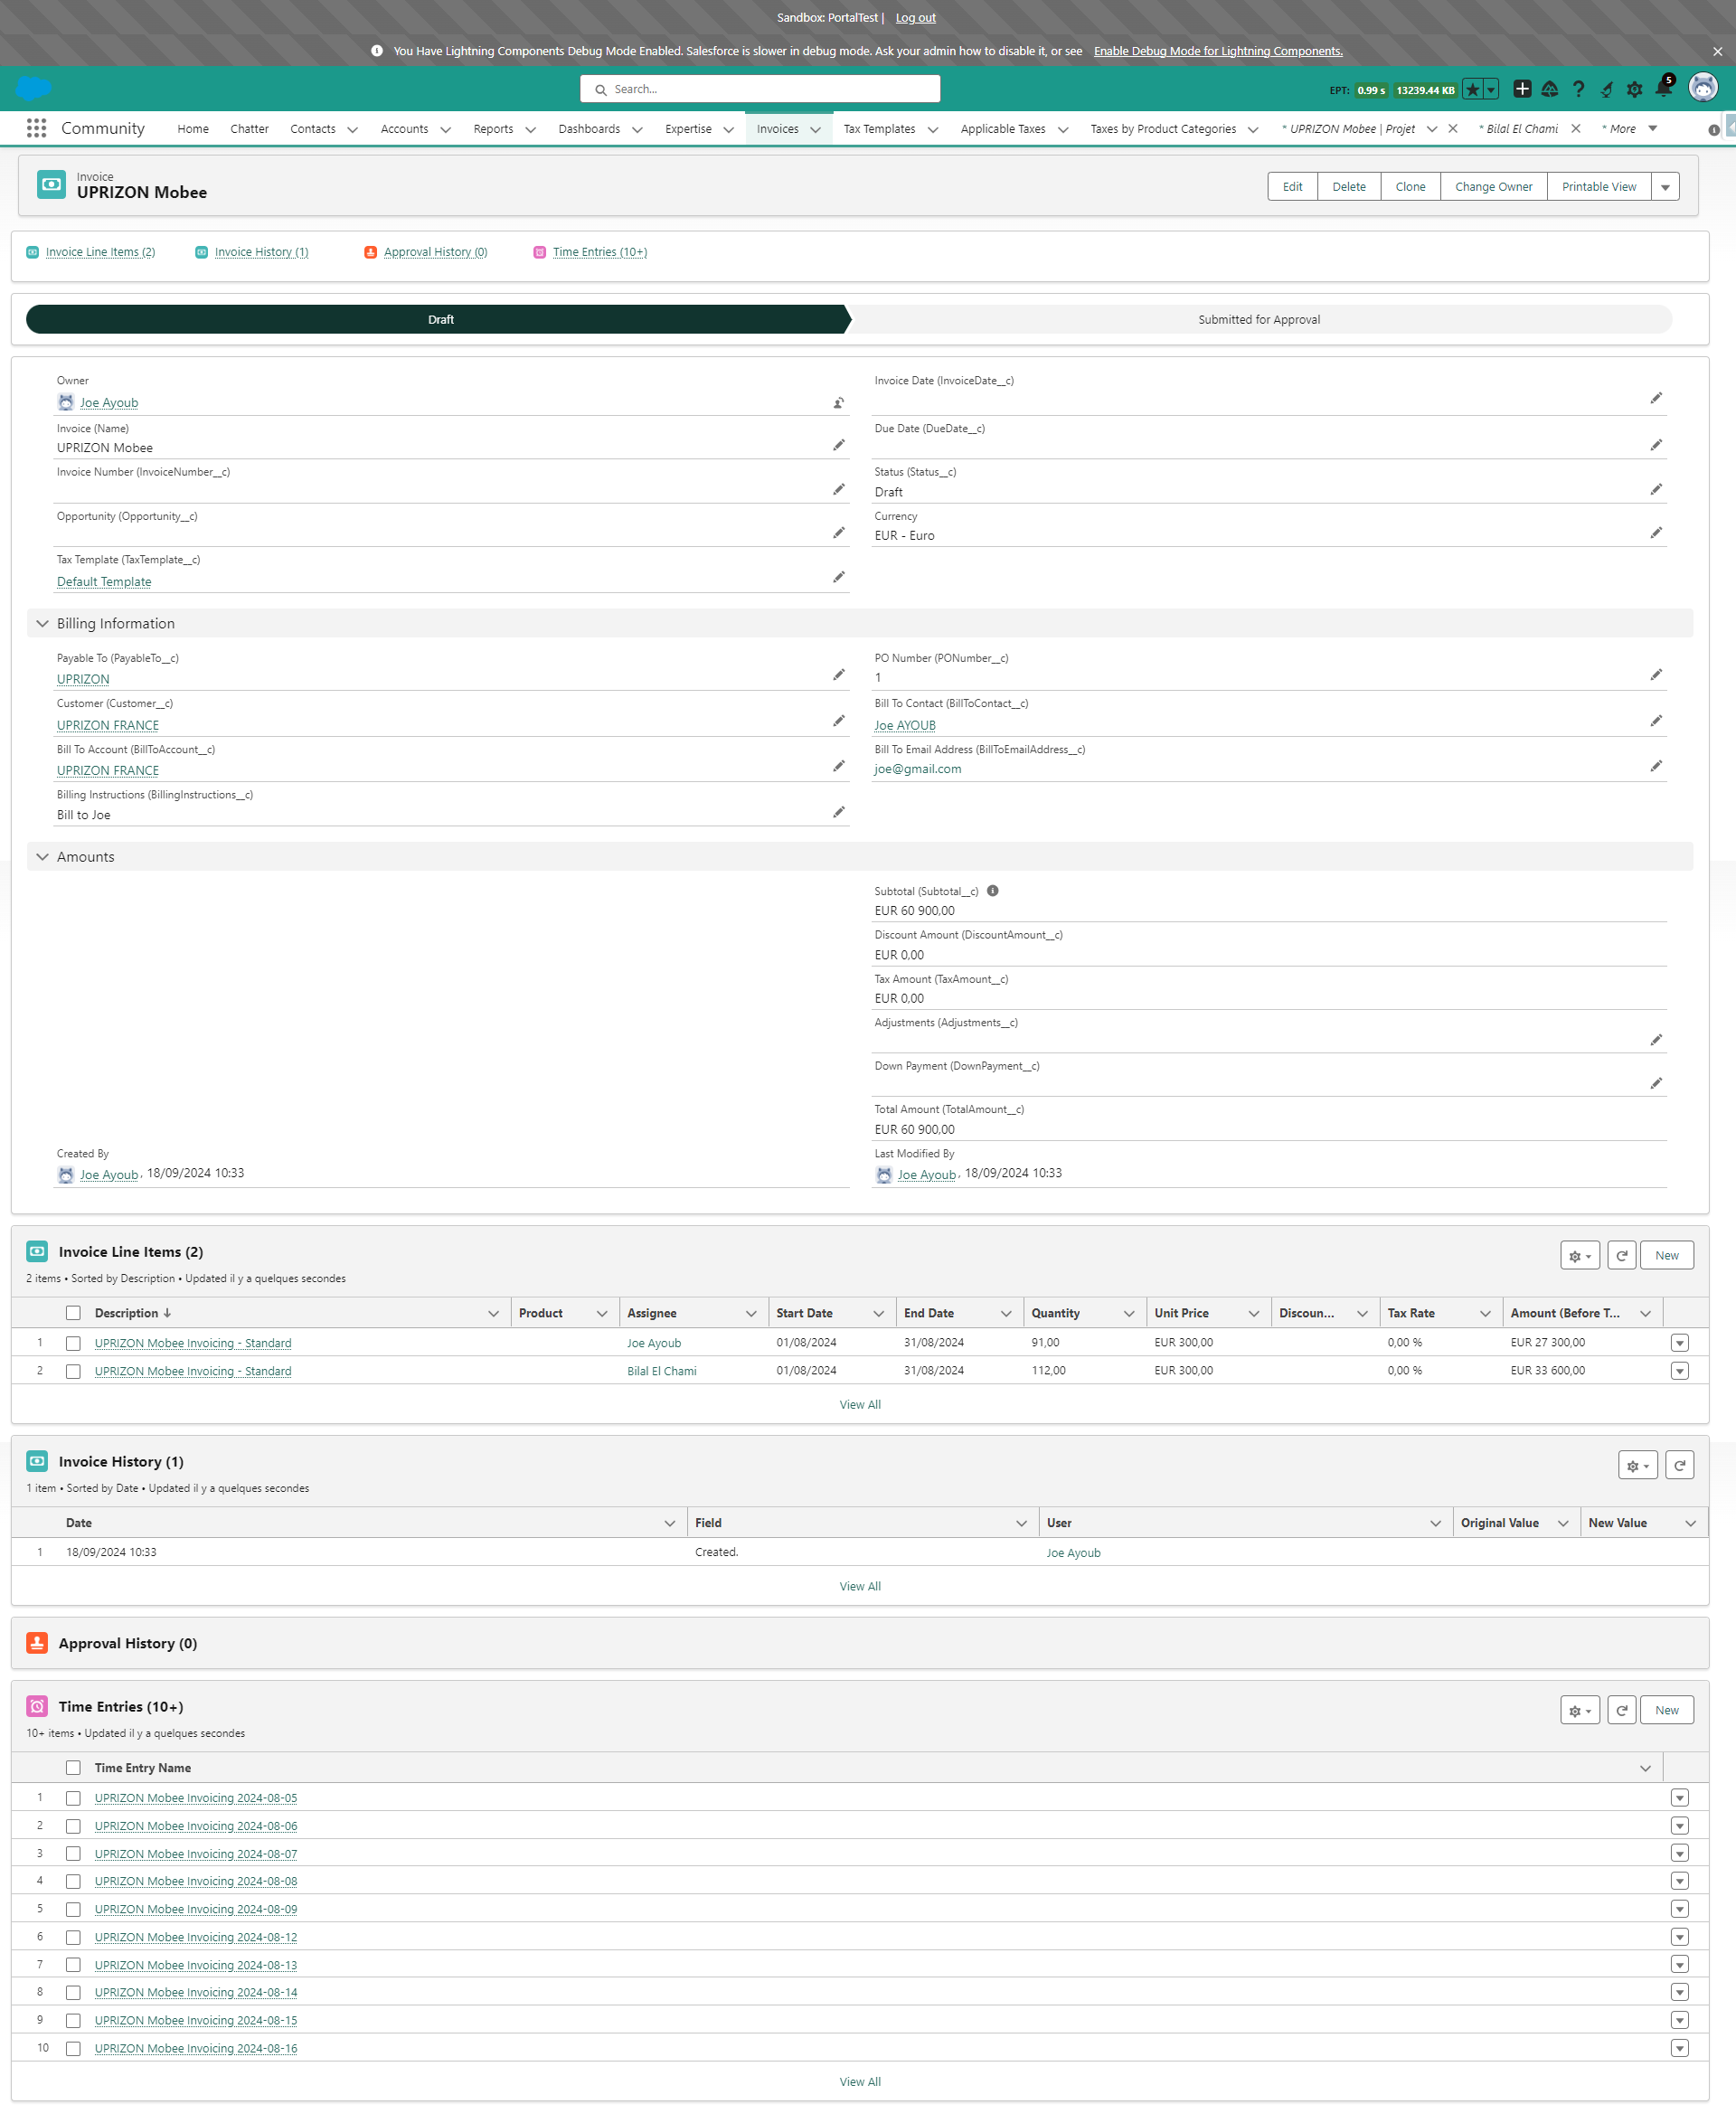 Sandbox: PortalTest | Log out
You Have Lightning Components Debug Mode Enabled. Salesforce is slower in debug mode. Ask your admin how to disable it, or see Enable Debug Mode for Lightning Components.
Search...
EPT: 0.99 s 13239.44 KB 5
Community Home Chatter Contacts Accounts Reports Dashboards Expertise Invoices Tax Templates Applicable Taxes Taxes by Product Categories * UPRIZON Mobee | Projet * Bilal El Chami * More
Invoice
UPRIZON Mobee
Edit Delete Clone Change Owner Printable View
Invoice Line Items (2) Invoice History (1) Approval History (0) Time Entries (10+)
Draft Submitted for Approval
Owner
Joe Ayoub
Invoice Date (InvoiceDate__c)
Invoice (Name)
UPRIZON Mobee
Due Date (DueDate__c)
Invoice Number (InvoiceNumber__c)
Status (Status__c)
Draft
Opportunity (Opportunity__c)
Currency
EUR - Euro
Tax Template (TaxTemplate__c)
Default Template
Billing Information
Payable To (PayableTo__c)
UPRIZON
PO Number (PONumber__c)
1
Customer (Customer__c)
UPRIZON FRANCE
Bill To Contact (BillToContact__c)
Joe AYOUB
Bill To Account (BillToAccount__c)
UPRIZON FRANCE
Bill To Email Address (BillToEmailAddress__c)
joe@gmail.com
Billing Instructions (BillingInstructions__c)
Bill to Joe
Amounts
Subtotal (Subtotal__c)
EUR 60 900,00
Discount Amount (DiscountAmount__c)
EUR 0,00
Tax Amount (TaxAmount__c)
EUR 0,00
Adjustments (Adjustments__c)
Down Payment (DownPayment__c)
Total Amount (TotalAmount__c)
EUR 60 900,00
Created By
Joe Ayoub, 18/09/2024 10:33
Last Modified By
Joe Ayoub, 18/09/2024 10:33
Invoice Line Items (2)
New
2 items • Sorted by Description • Updated il y a quelques secondes
Description Product Assignee Start Date End Date Quantity Unit Price Discoun... Tax Rate Amount (Before T...
1 UPRIZON Mobee Invoicing - Standard Joe Ayoub 01/08/2024 31/08/2024 91,00 EUR 300,00 0,00 % EUR 27 300,00
2 UPRIZON Mobee Invoicing - Standard Bilal El Chami 01/08/2024 31/08/2024 112,00 EUR 300,00 0,00 % EUR 33 600,00
View All
Invoice History (1)
1 item • Sorted by Date • Updated il y a quelques secondes
Date Field User Original Value New Value
1 18/09/2024 10:33 Created. Joe Ayoub
View All
Approval History (0)
Time Entries (10+)
New
10+ items • Updated il y a quelques secondes
Time Entry Name
1 UPRIZON Mobee Invoicing 2024-08-05
2 UPRIZON Mobee Invoicing 2024-08-06
3 UPRIZON Mobee Invoicing 2024-08-07
4 UPRIZON Mobee Invoicing 2024-08-08
5 UPRIZON Mobee Invoicing 2024-08-09
6 UPRIZON Mobee Invoicing 2024-08-12
7 UPRIZON Mobee Invoicing 2024-08-13
8 UPRIZON Mobee Invoicing 2024-08-14
9 UPRIZON Mobee Invoicing 2024-08-15
10 UPRIZON Mobee Invoicing 2024-08-16
View All